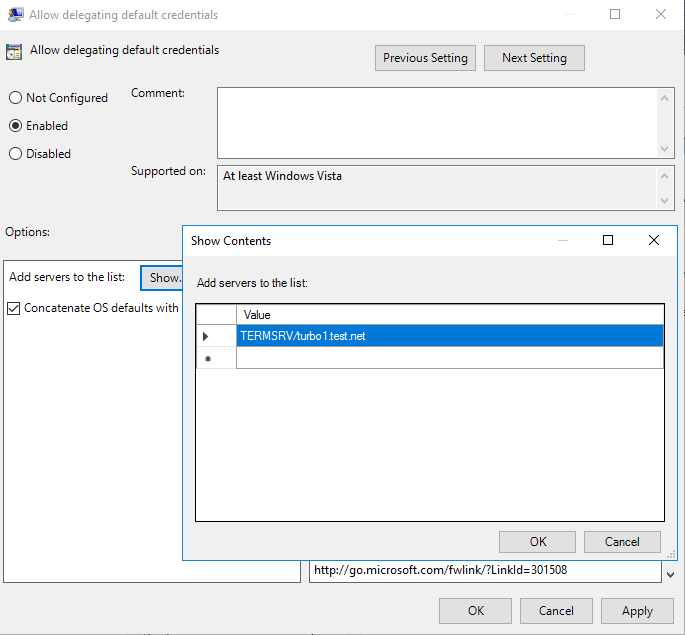 Allow delegating default credentials
Allow delegating default credentials
Previous Setting
Next Setting
Not Configured
Comment:
Enabled
Disabled
Supported on:
At least Windows Vista
Options:
Show Contents
Add servers to the list:
Show.
Concatenate OS defaults with
Add servers to the list:
Value
TERMSRV/turbo1.test.net
OK
Cancel
http://go.microsoft.com/fwlink/?LinkId=301508
OK
Cancel
Apply